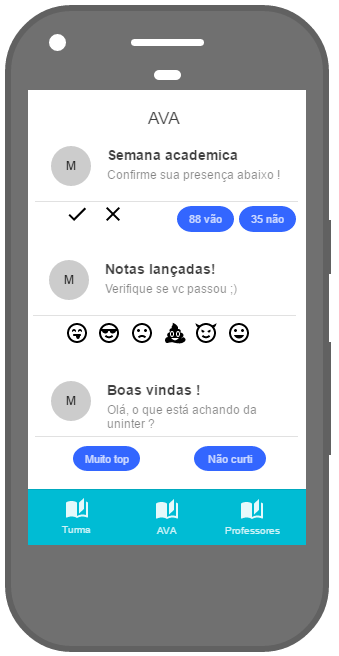 AVA
M
Semana academica
Confirme sua presença abaixo !
88 vão
35 não
M
Notas lançadas!
Verifique se vc passou ;)
M
Boas vindas !
Olá, o que está achando da
uninter ?
Muito top
Não curti
Turma
AVA
Professores